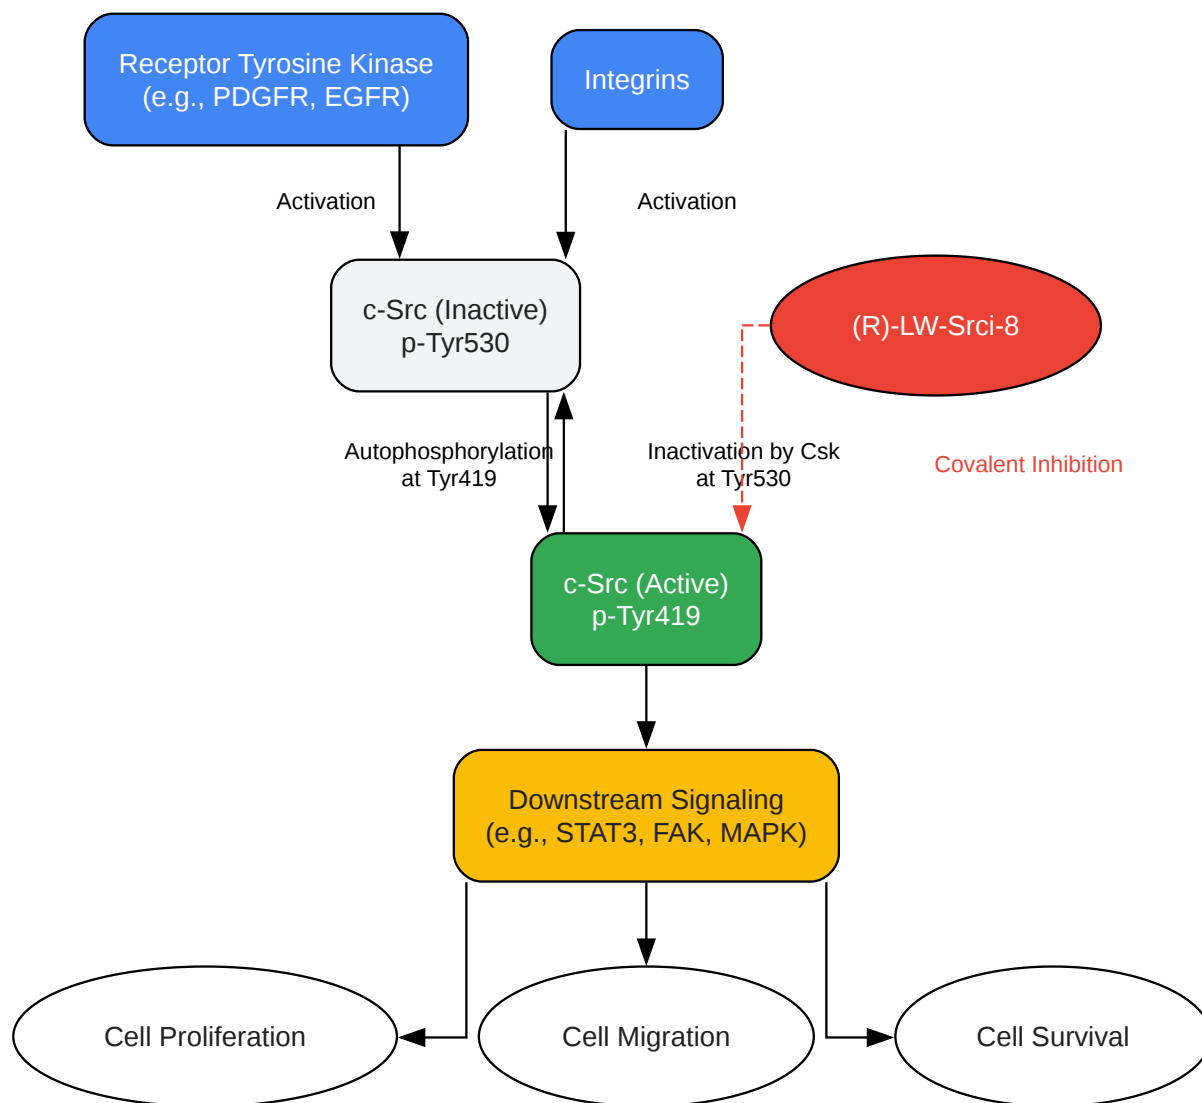 Receptor Tyrosine Kinase
(e.g., PDGFR, EGFR)
Integrins
Activation
Activation
c-Src (Inactive)
p-Tyr530
(R)-LW-Srci-8
Autophosphorylation
at Tyr419
Inactivation by Csk
at Tyr530
Covalent Inhibition
c-Src (Active)
p-Tyr419
Downstream Signaling
(e.g., STAT3, FAK, MAPK)
Cell Proliferation
Cell Migration
Cell Survival